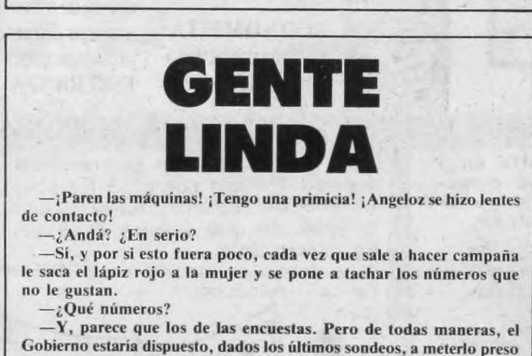 GENTE
LINDA
—¡Paren las máquinas! ¡Tengo una primicia! ¡Angeloz se hizo lentes
de contacto!
—¿Andá? ¿En serio?
—Sí, y por si esto fuera poco, cada vez que sale a hacer campaña
le saca el lápiz rojo a la mujer y se pone a tachar los números que
no le gustan.
—¿Qué números?
—Y, parece que los de las encuestas. Pero de todas maneras, el
Gobierno estaría dispuesto, dados los últimos sondeos, a meterlo preso